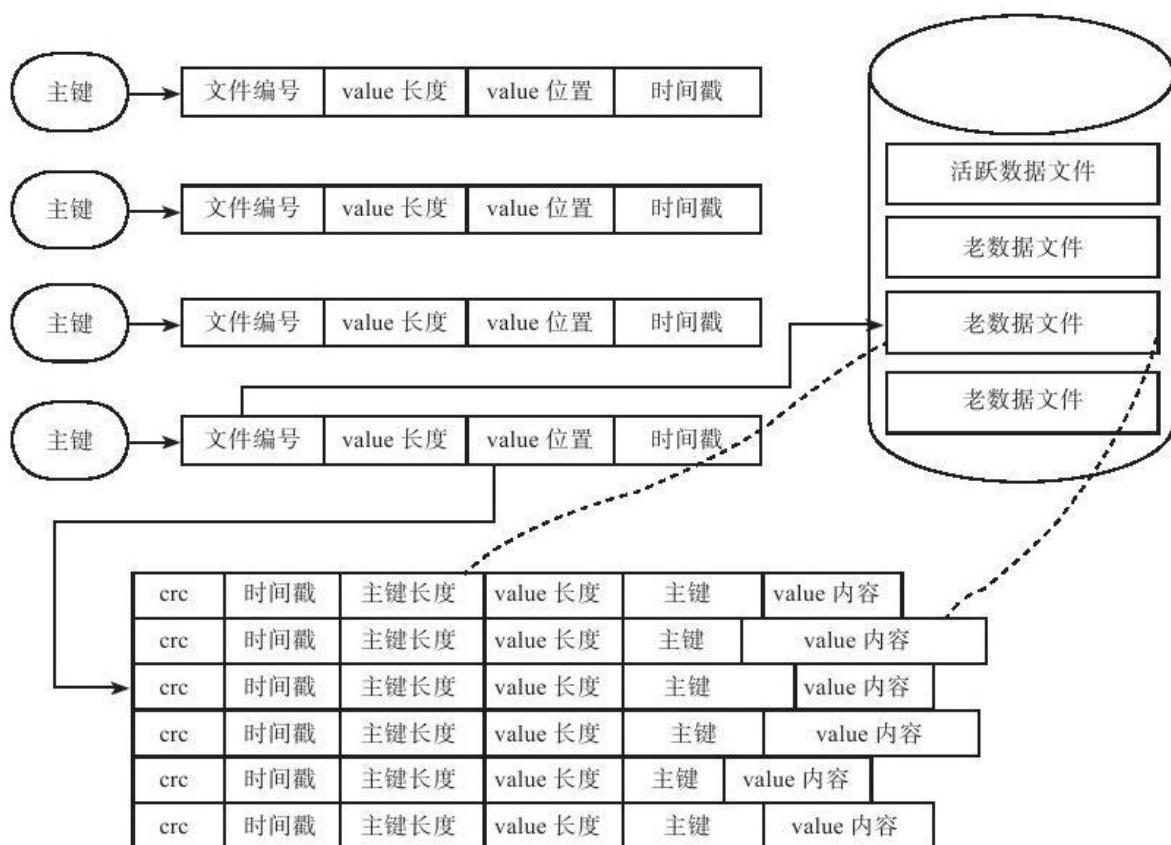 主键 文件编号 value 长度 value 位置 时间戳
主键 文件编号 value 长度 value 位置 时间戳
主键 文件编号 value 长度 value 位置 时间戳
主键 文件编号 value 长度 value 位置 时间戳
活跃数据文件
老数据文件
老数据文件
老数据文件
crc 时间戳 主键长度 value 长度 主键 value 内容
crc 时间戳 主键长度 value 长度 主键 value 内容
crc 时间戳 主键长度 value 长度 主键 value 内容
crc 时间戳 主键长度 value 长度 主键 value 内容
crc 时间戳 主键长度 value 长度 主键 value 内容
crc 时间戳 主键长度 value 长度 主键 value 内容